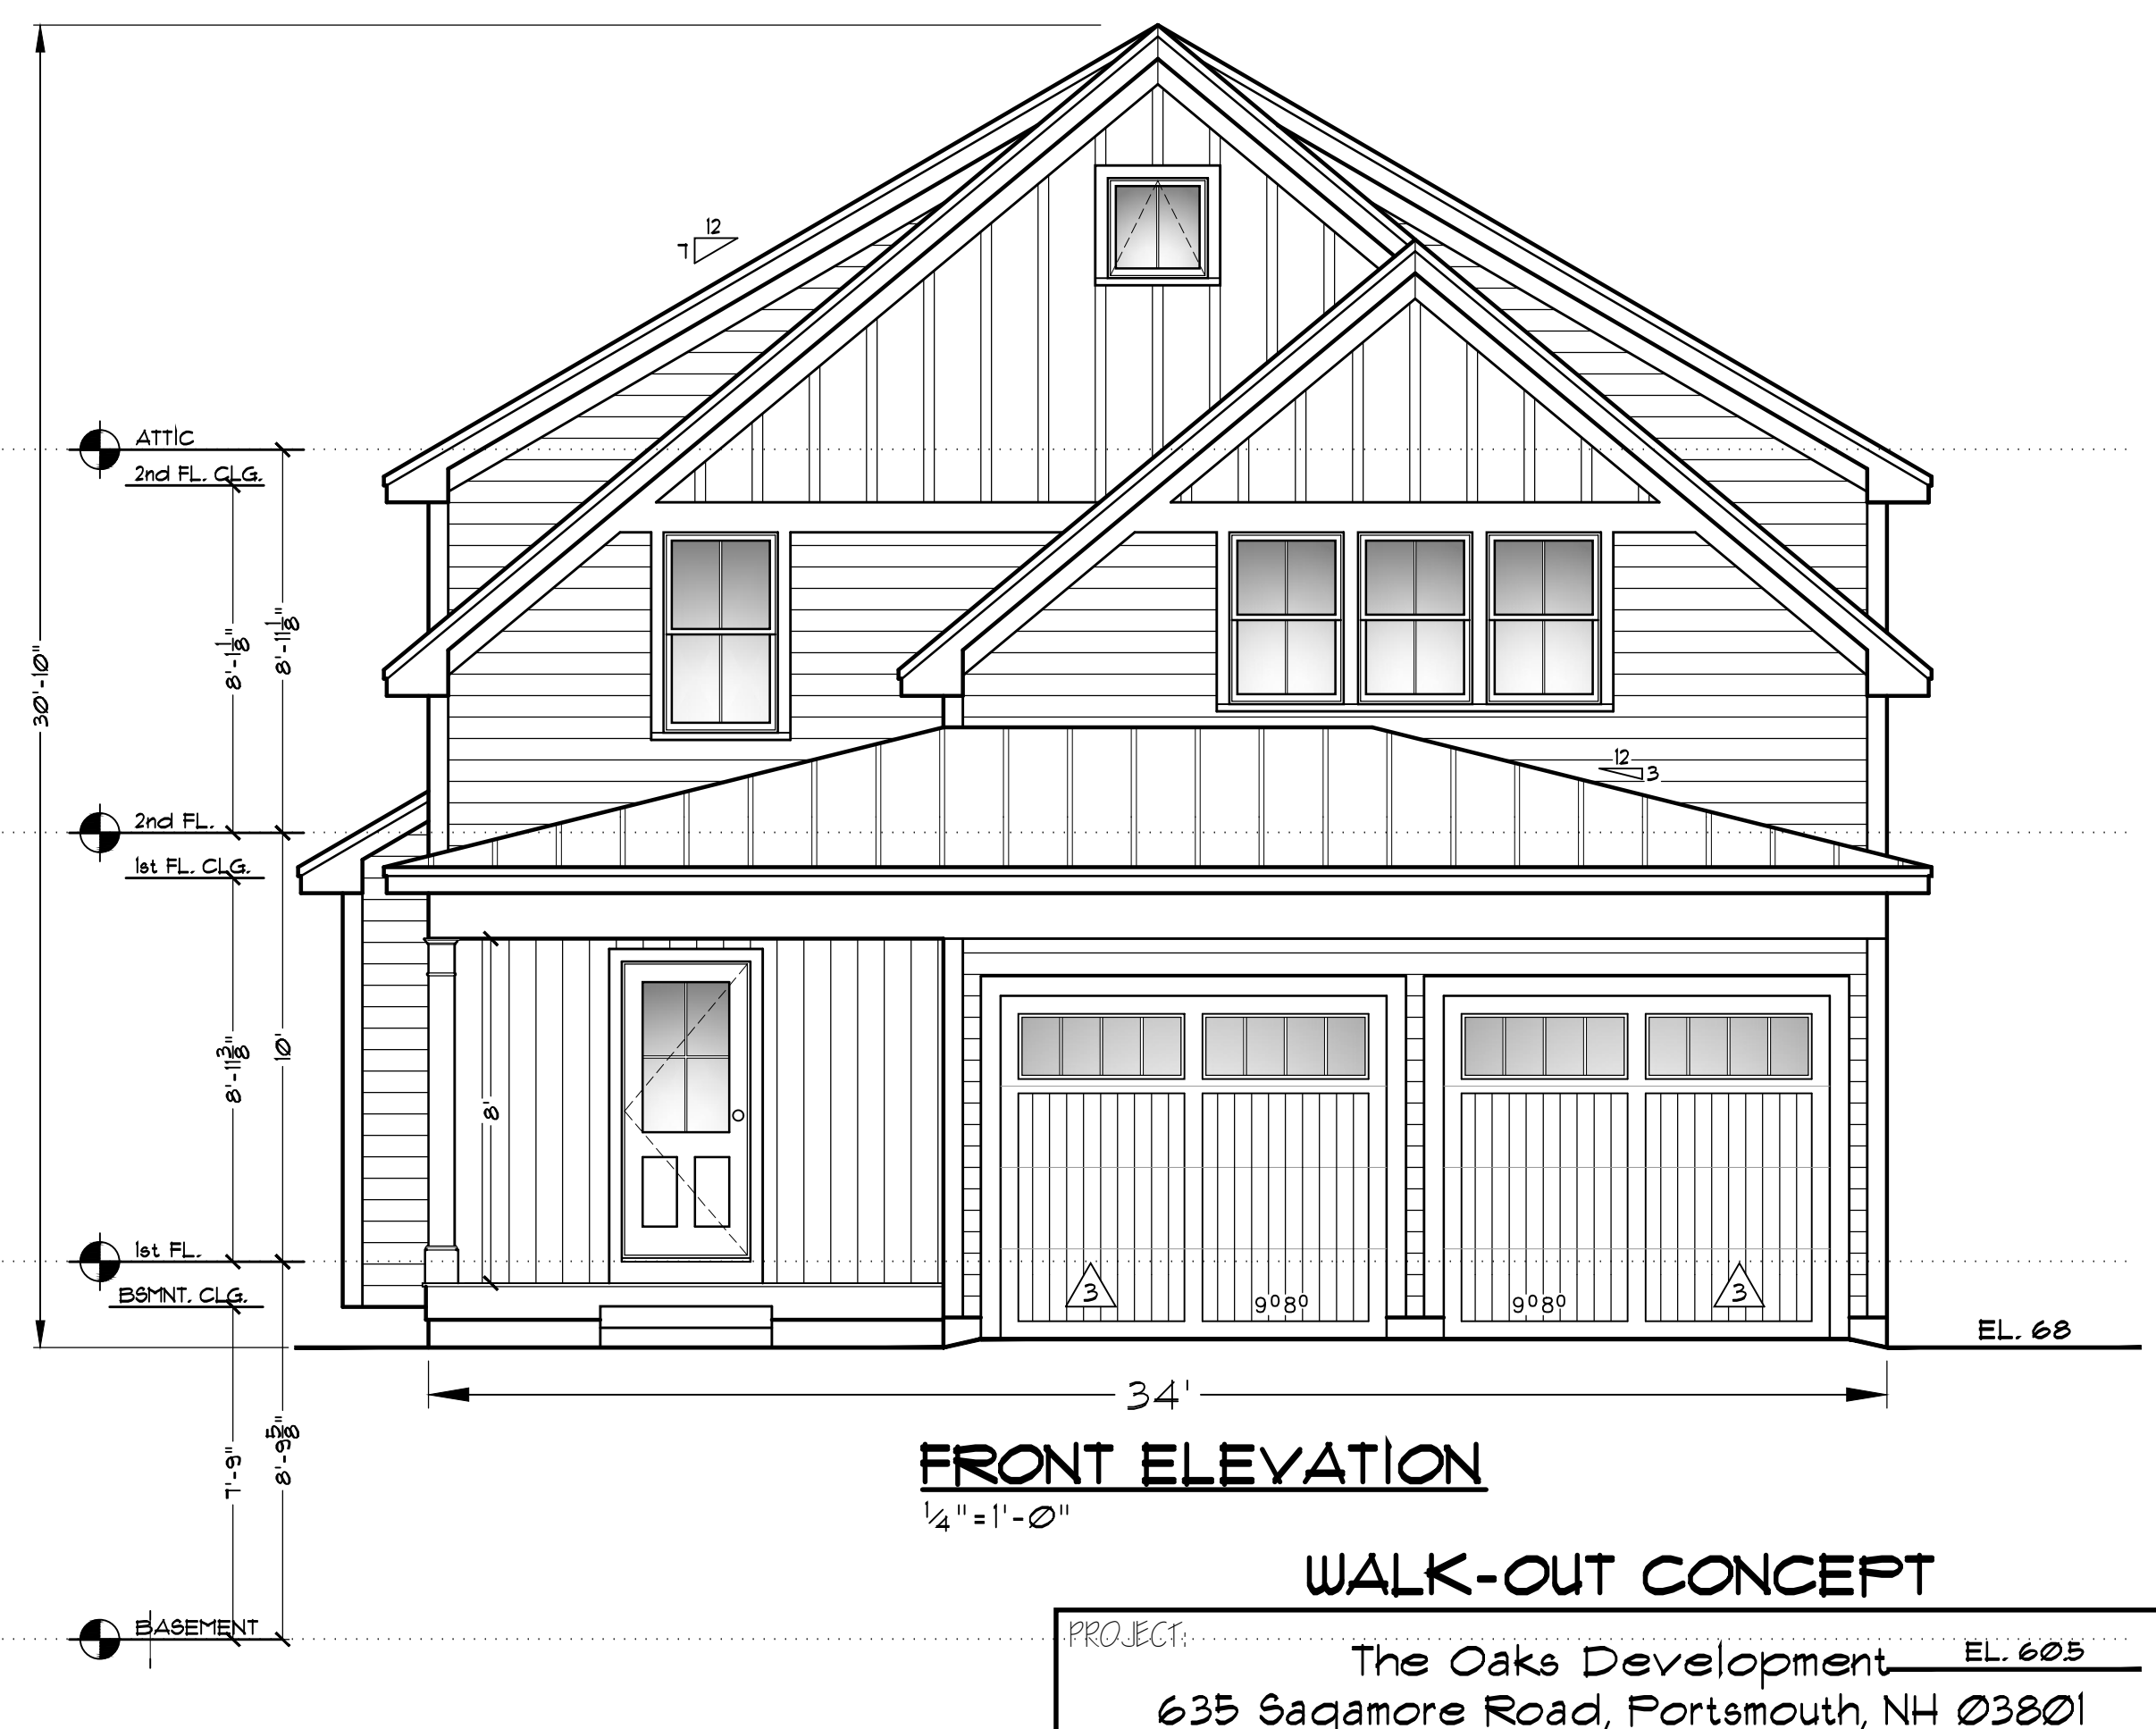 12
7
ATTIC
2nd FL. CLG.
8'-1 1/8"
8'-11 1/8"
30'-10"
12
3
2nd FL.
1st FL. CLG.
8'-11 3/8"
10'
8'
1st FL.
BSMNT. CLG.
3
9⁰8⁰
9⁰8⁰
3
EL. 68
34'
FRONT ELEVATION
1/4"=1'-0"
7'-9"
8'-9 5/8"
WALK-OUT CONCEPT
BASEMENT
PROJECT:
The Oaks Development
EL. 60.5
635 Sagamore Road, Portsmouth, NH 03801